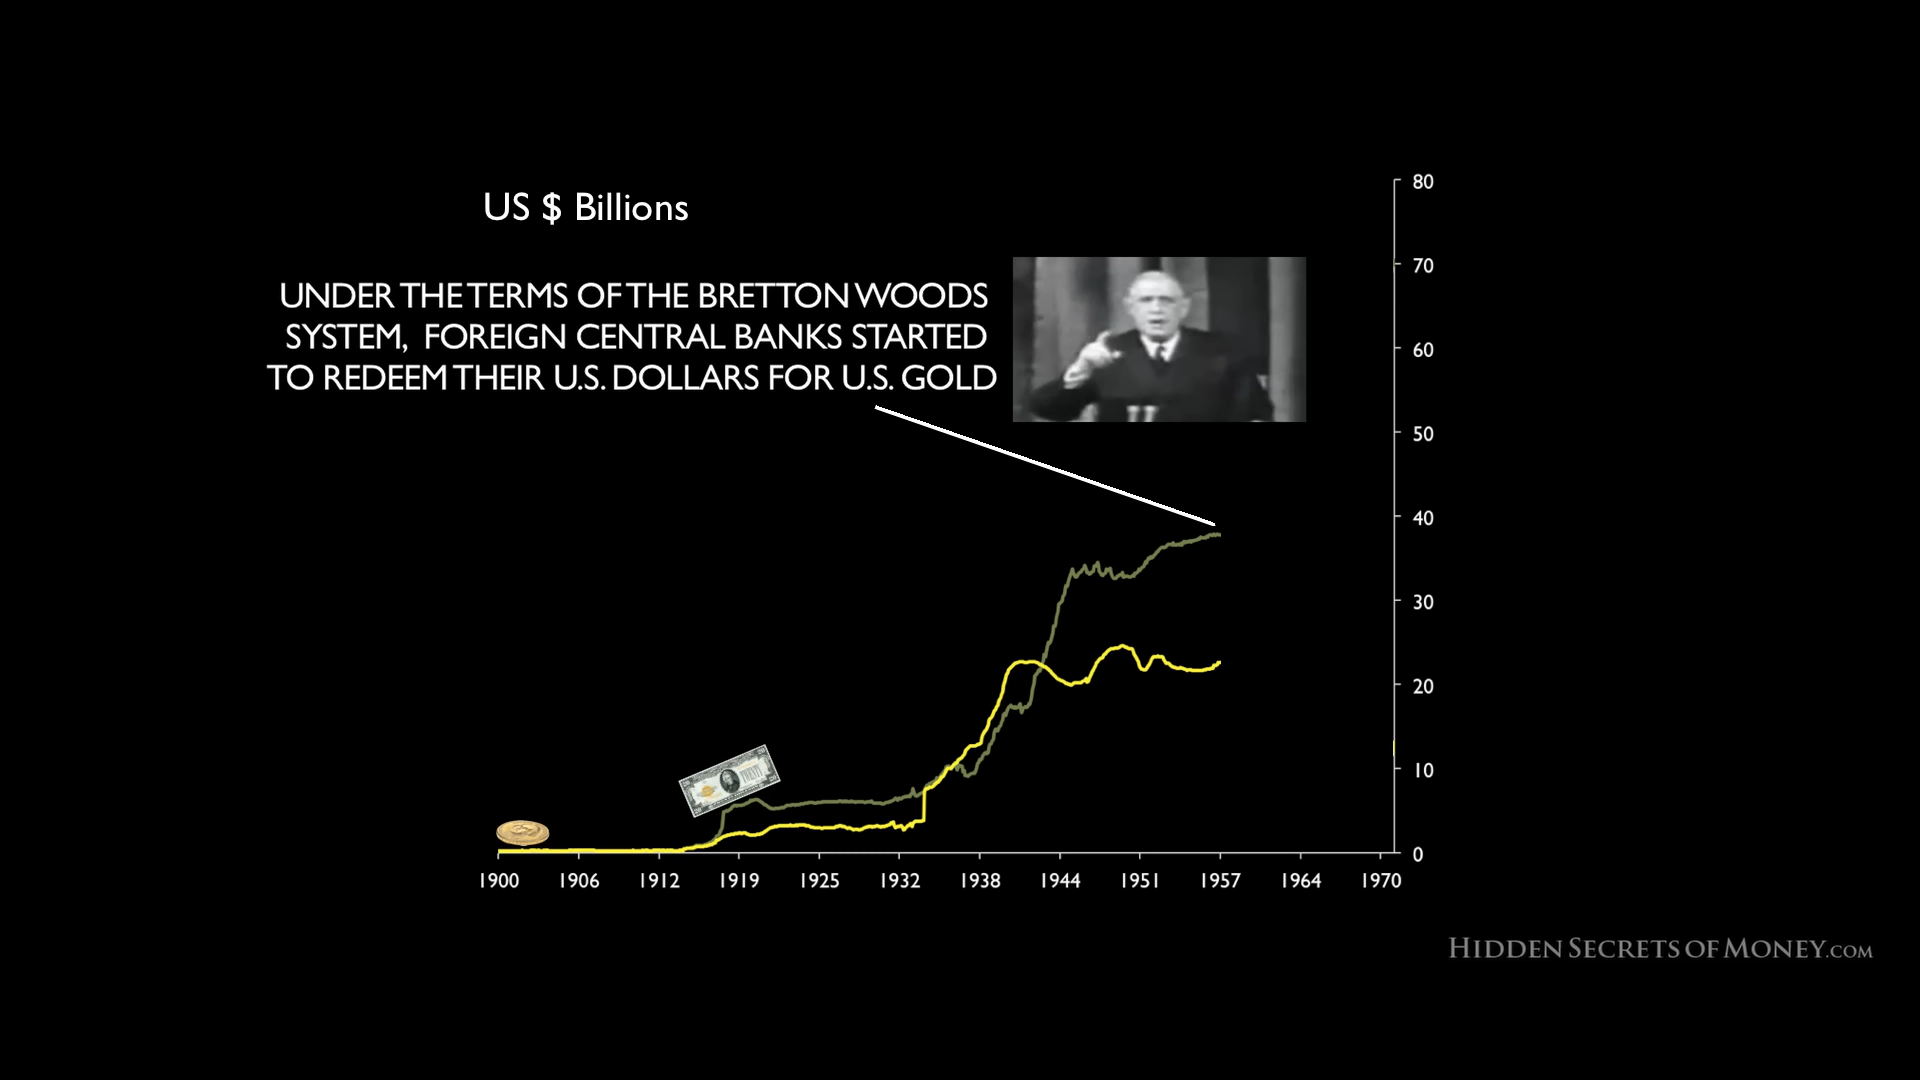 US $ Billions
UNDER THE TERMS OF THE BRETTON WOODS
SYSTEM, FOREIGN CENTRAL BANKS STARTED
TO REDEEM THEIR U.S. DOLLARS FOR U.S. GOLD
80
70
60
50
40
30
20
10
0
1900 1906 1912 1919 1925 1932 1938 1944 1951 1957 1964 1970
HIDDEN SECRETS OF MONEY.COM